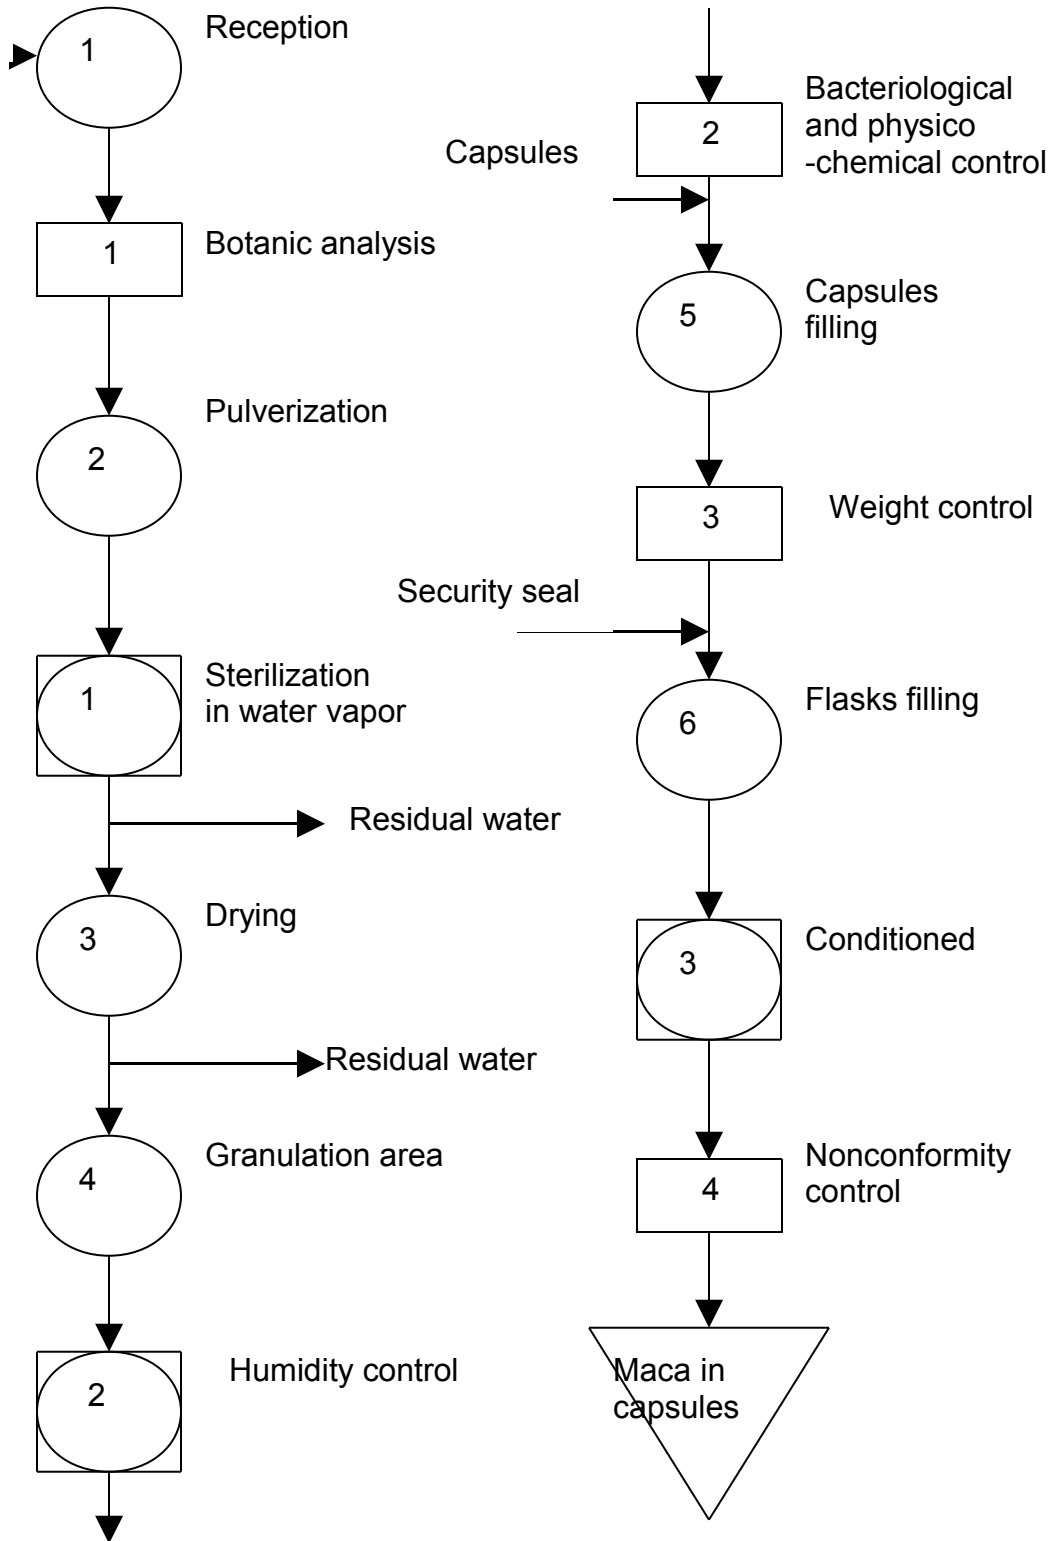 Reception
1
Botanic analysis
1
Pulverization
2
Sterilization
in water vapor
1
Residual water
Drying
3
Residual water
Granulation area
4
Humidity control
2
Bacteriological
and physico
-chemical control
2
Capsules
Capsules
filling
5
Weight control
3
Security seal
Flasks filling
6
Conditioned
3
Nonconformity
control
4
Maca in
capsules